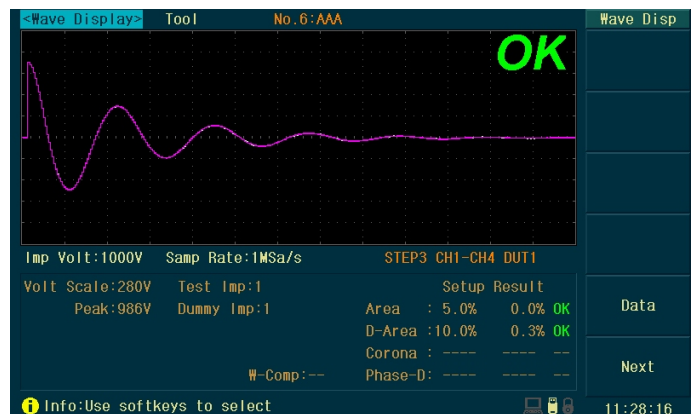 <Wave Display> Tool No.6:AAA Wave Disp
OK
Imp Volt:1000V Samp Rate:1MSa/s STEP3 CH1-CH4 DUT1
Volt Scale:280V Test Imp:1 Setup Result
Peak:986V Dummy Imp:1 Area : 5.0% 0.0% OK
D-Area :10.0% 0.3% OK
Corona : ---- ---- --
W-Comp:-- Phase-D: ---- ---- --
Data
Next
Info:Use softkeys to select 11:28:16